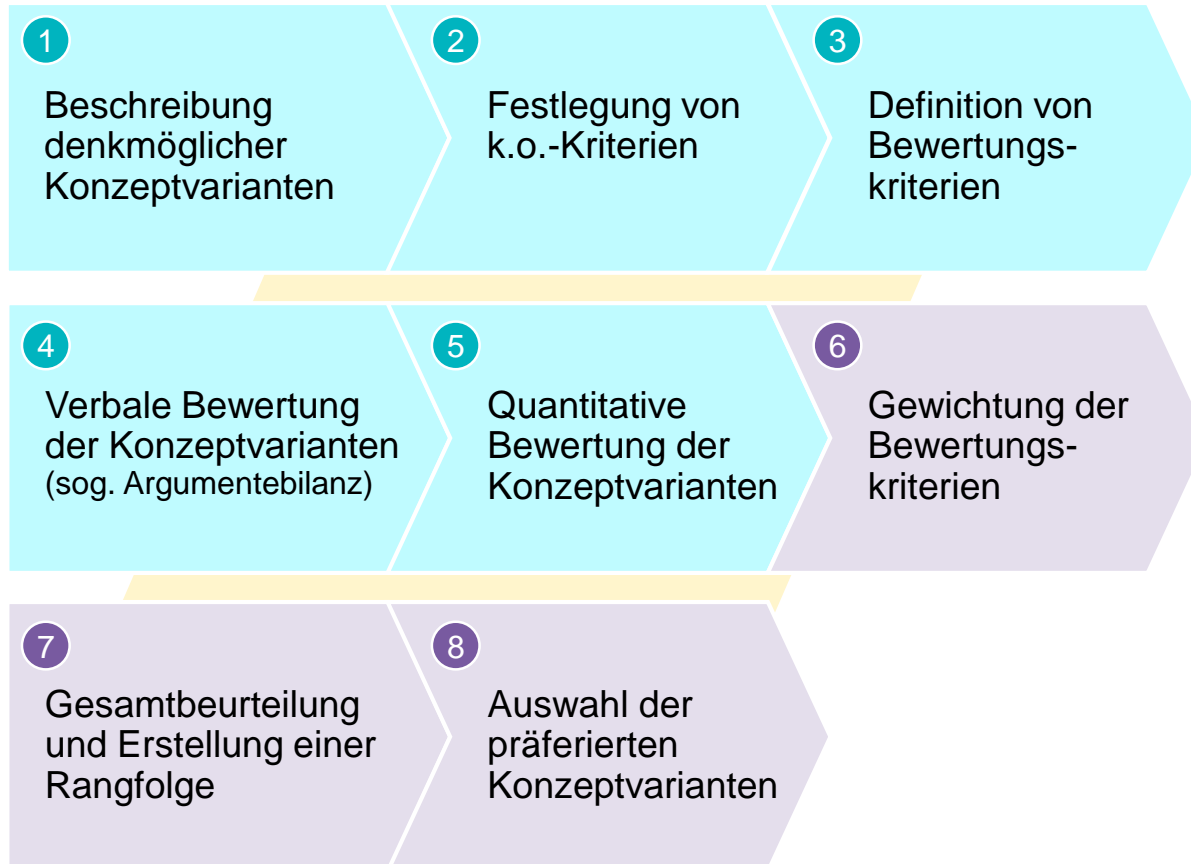 1
Beschreibung
denkmöglicher
Konzeptvarianten
2
Festlegung von
k.o.-Kriterien
3
Definition von
Bewertungs-
kriterien
4
Verbale Bewertung
der Konzeptvarianten
(sog. Argumentebilanz)
5
Quantitative
Bewertung der
Konzeptvarianten
6
Gewichtung der
Bewertungs-
kriterien
7
Gesamtbeurteilung
und Erstellung einer
Rangfolge
8
Auswahl der
präferierten
Konzeptvarianten